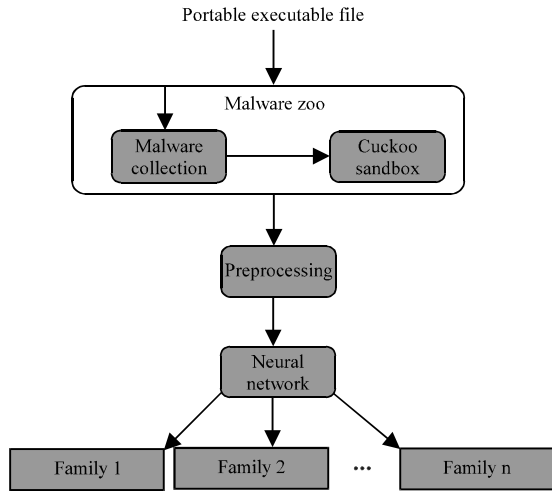 Portable executable file
Malware zoo
Malware
collection
Cuckoo
sandbox
Preprocessing
Neural
network
Family 1
Family 2
...
Family n